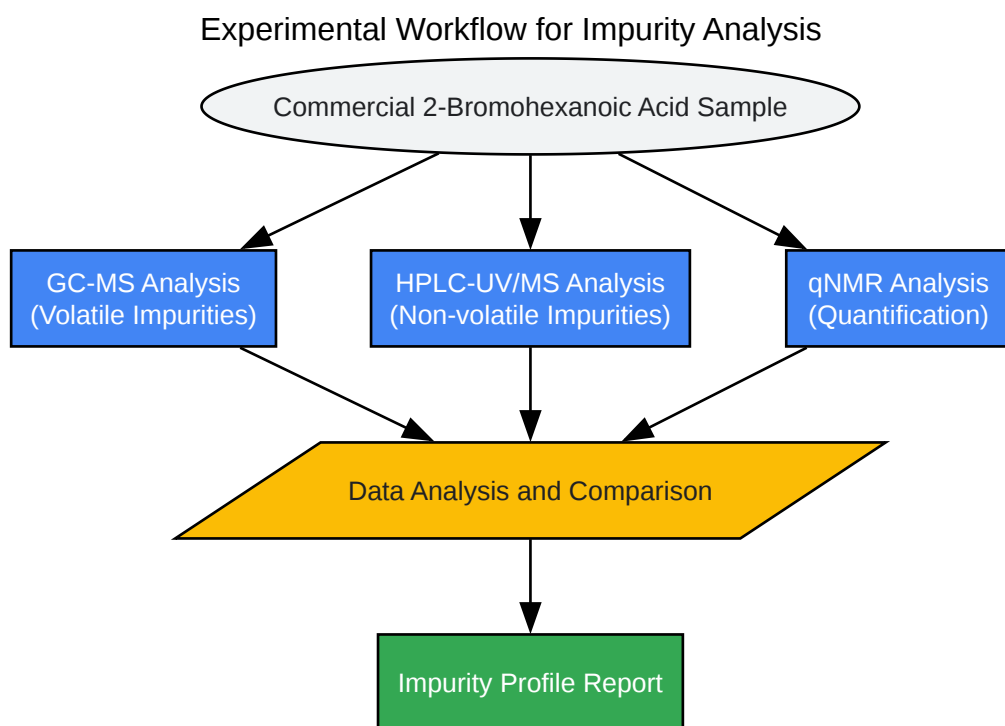 Experimental Workflow for Impurity Analysis
Commercial 2-Bromohexanoic Acid Sample
GC-MS Analysis
(Volatile Impurities)
HPLC-UV/MS Analysis
(Non-volatile Impurities)
qNMR Analysis
(Quantification)
Data Analysis and Comparison
Impurity Profile Report